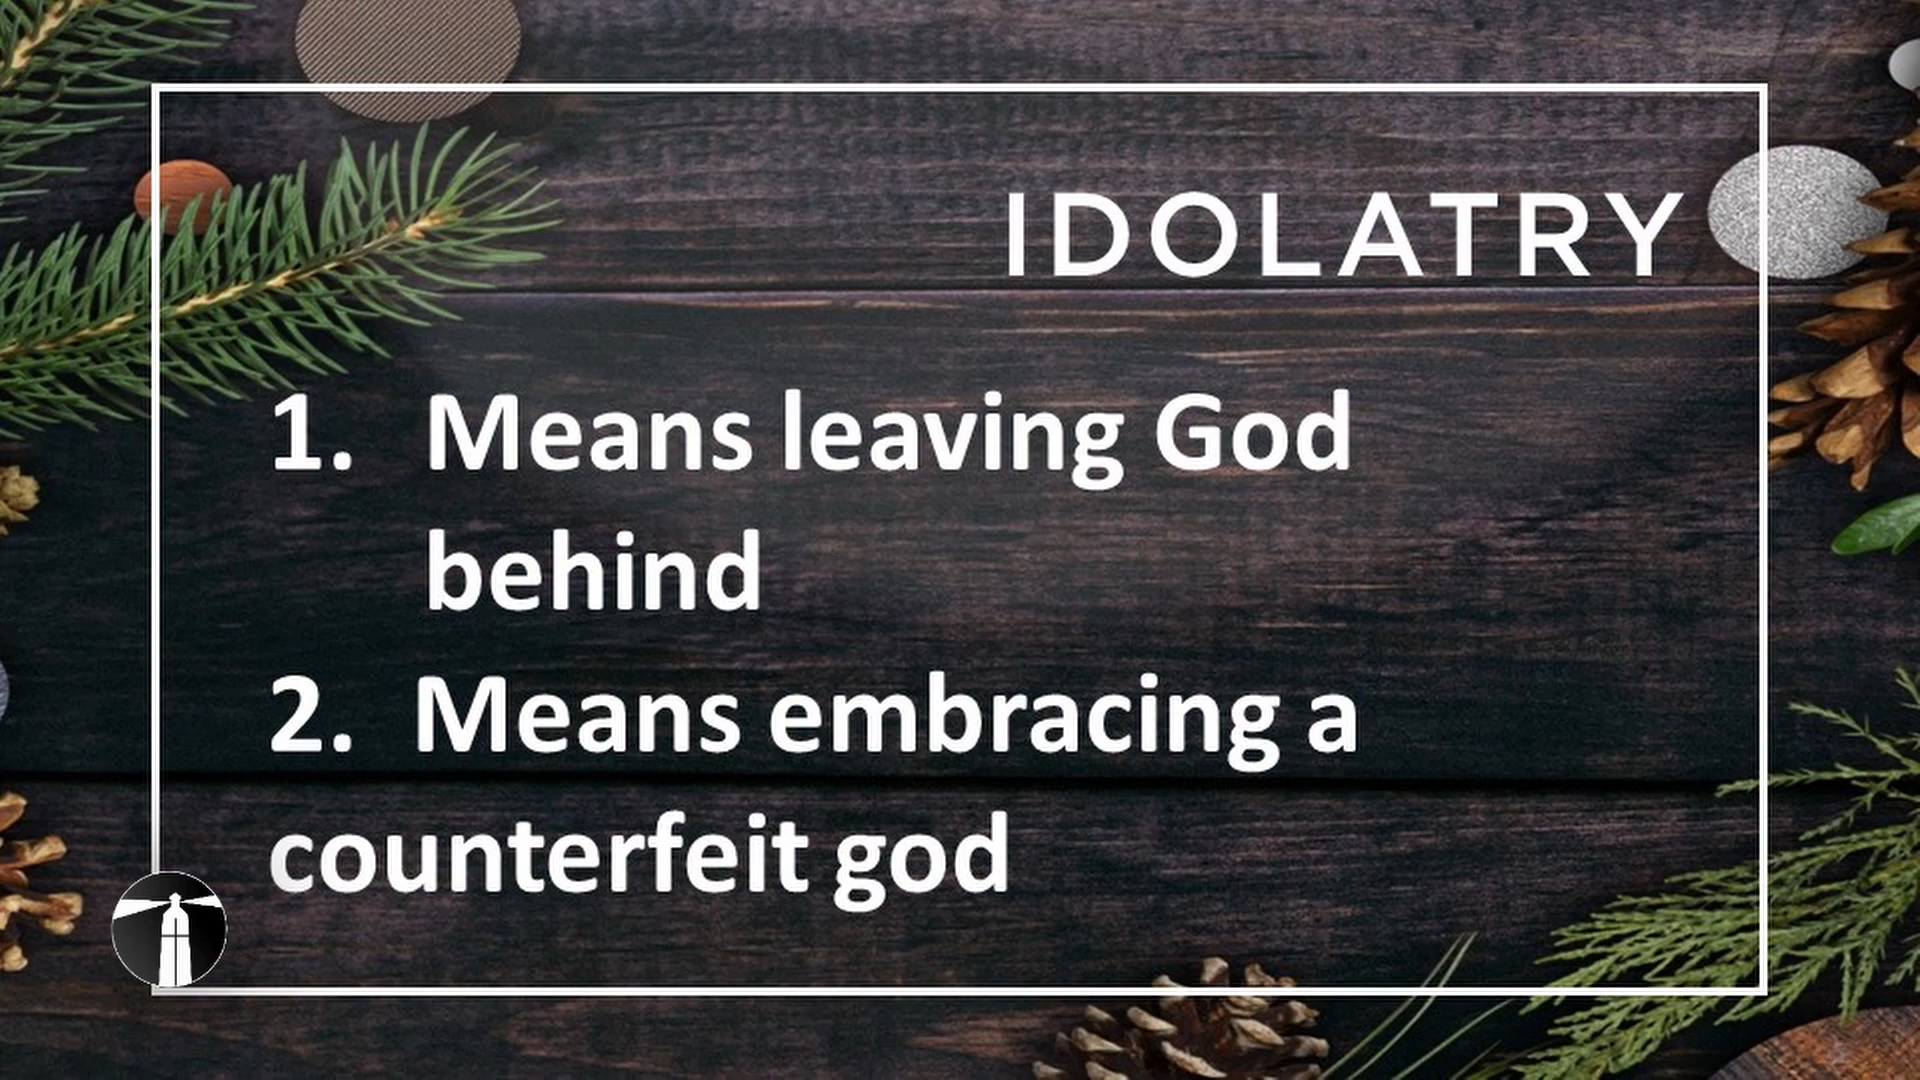 IDOLATRY
1. Means leaving God
behind
2. Means embracing a
counterfeit god